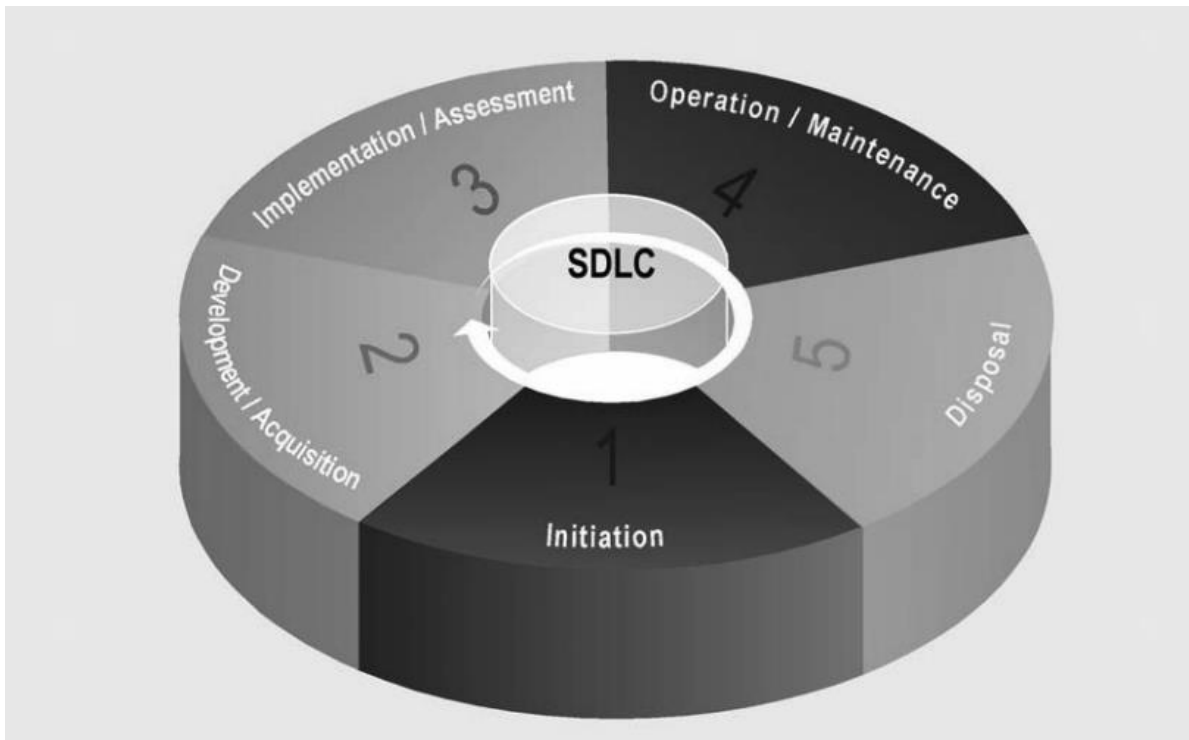 SDLC
1
Initiation
2
Development / Acquisition
3
Implementation / Assessment
4
Operation / Maintenance
5
Disposal